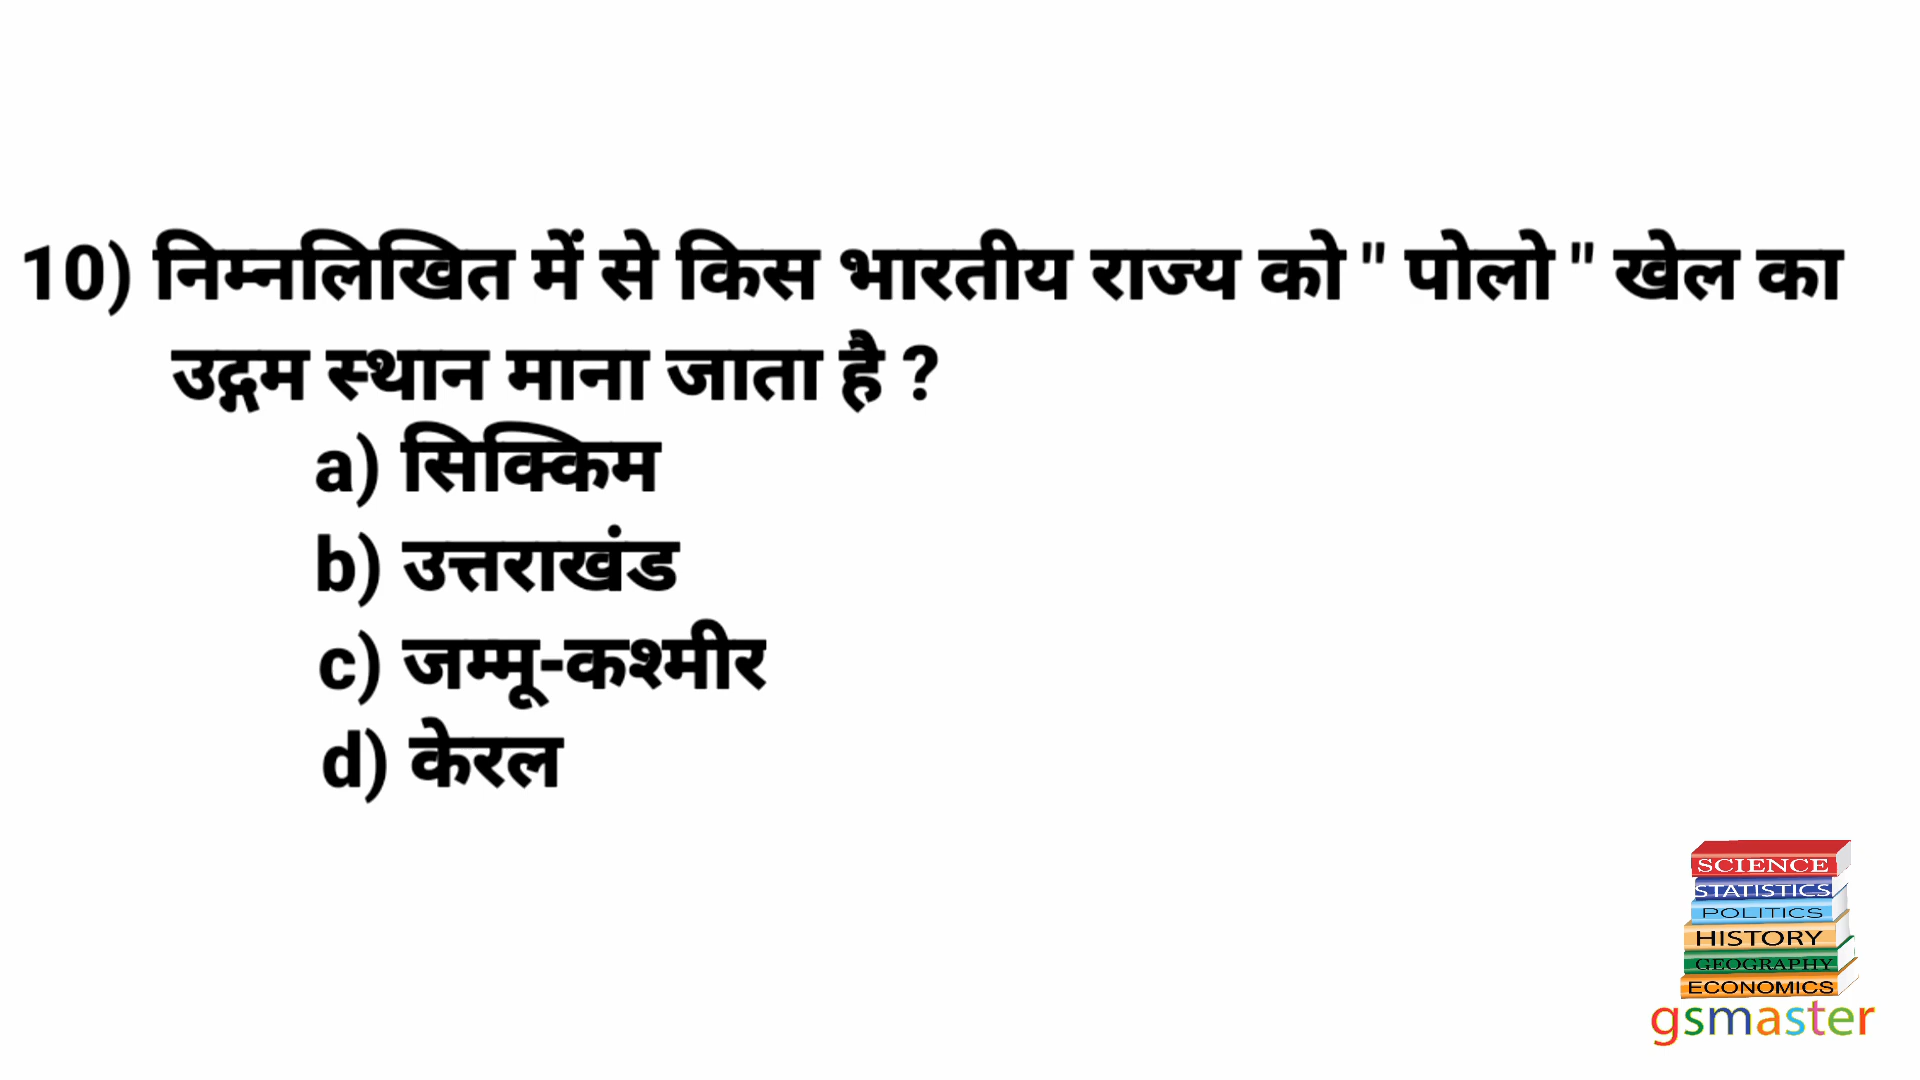 10) निम्नलिखित में से किस भारतीय राज्य को " पोलो " खेल का
उद्गम स्थान माना जाता है ?
a) सिक्किम
b) उत्तराखंड
c) जम्मू-कश्मीर
d) केरल
SCIENCE
STATISTICS
POLITICS
HISTORY
GEOGRAPHY
ECONOMICS
gsmaster